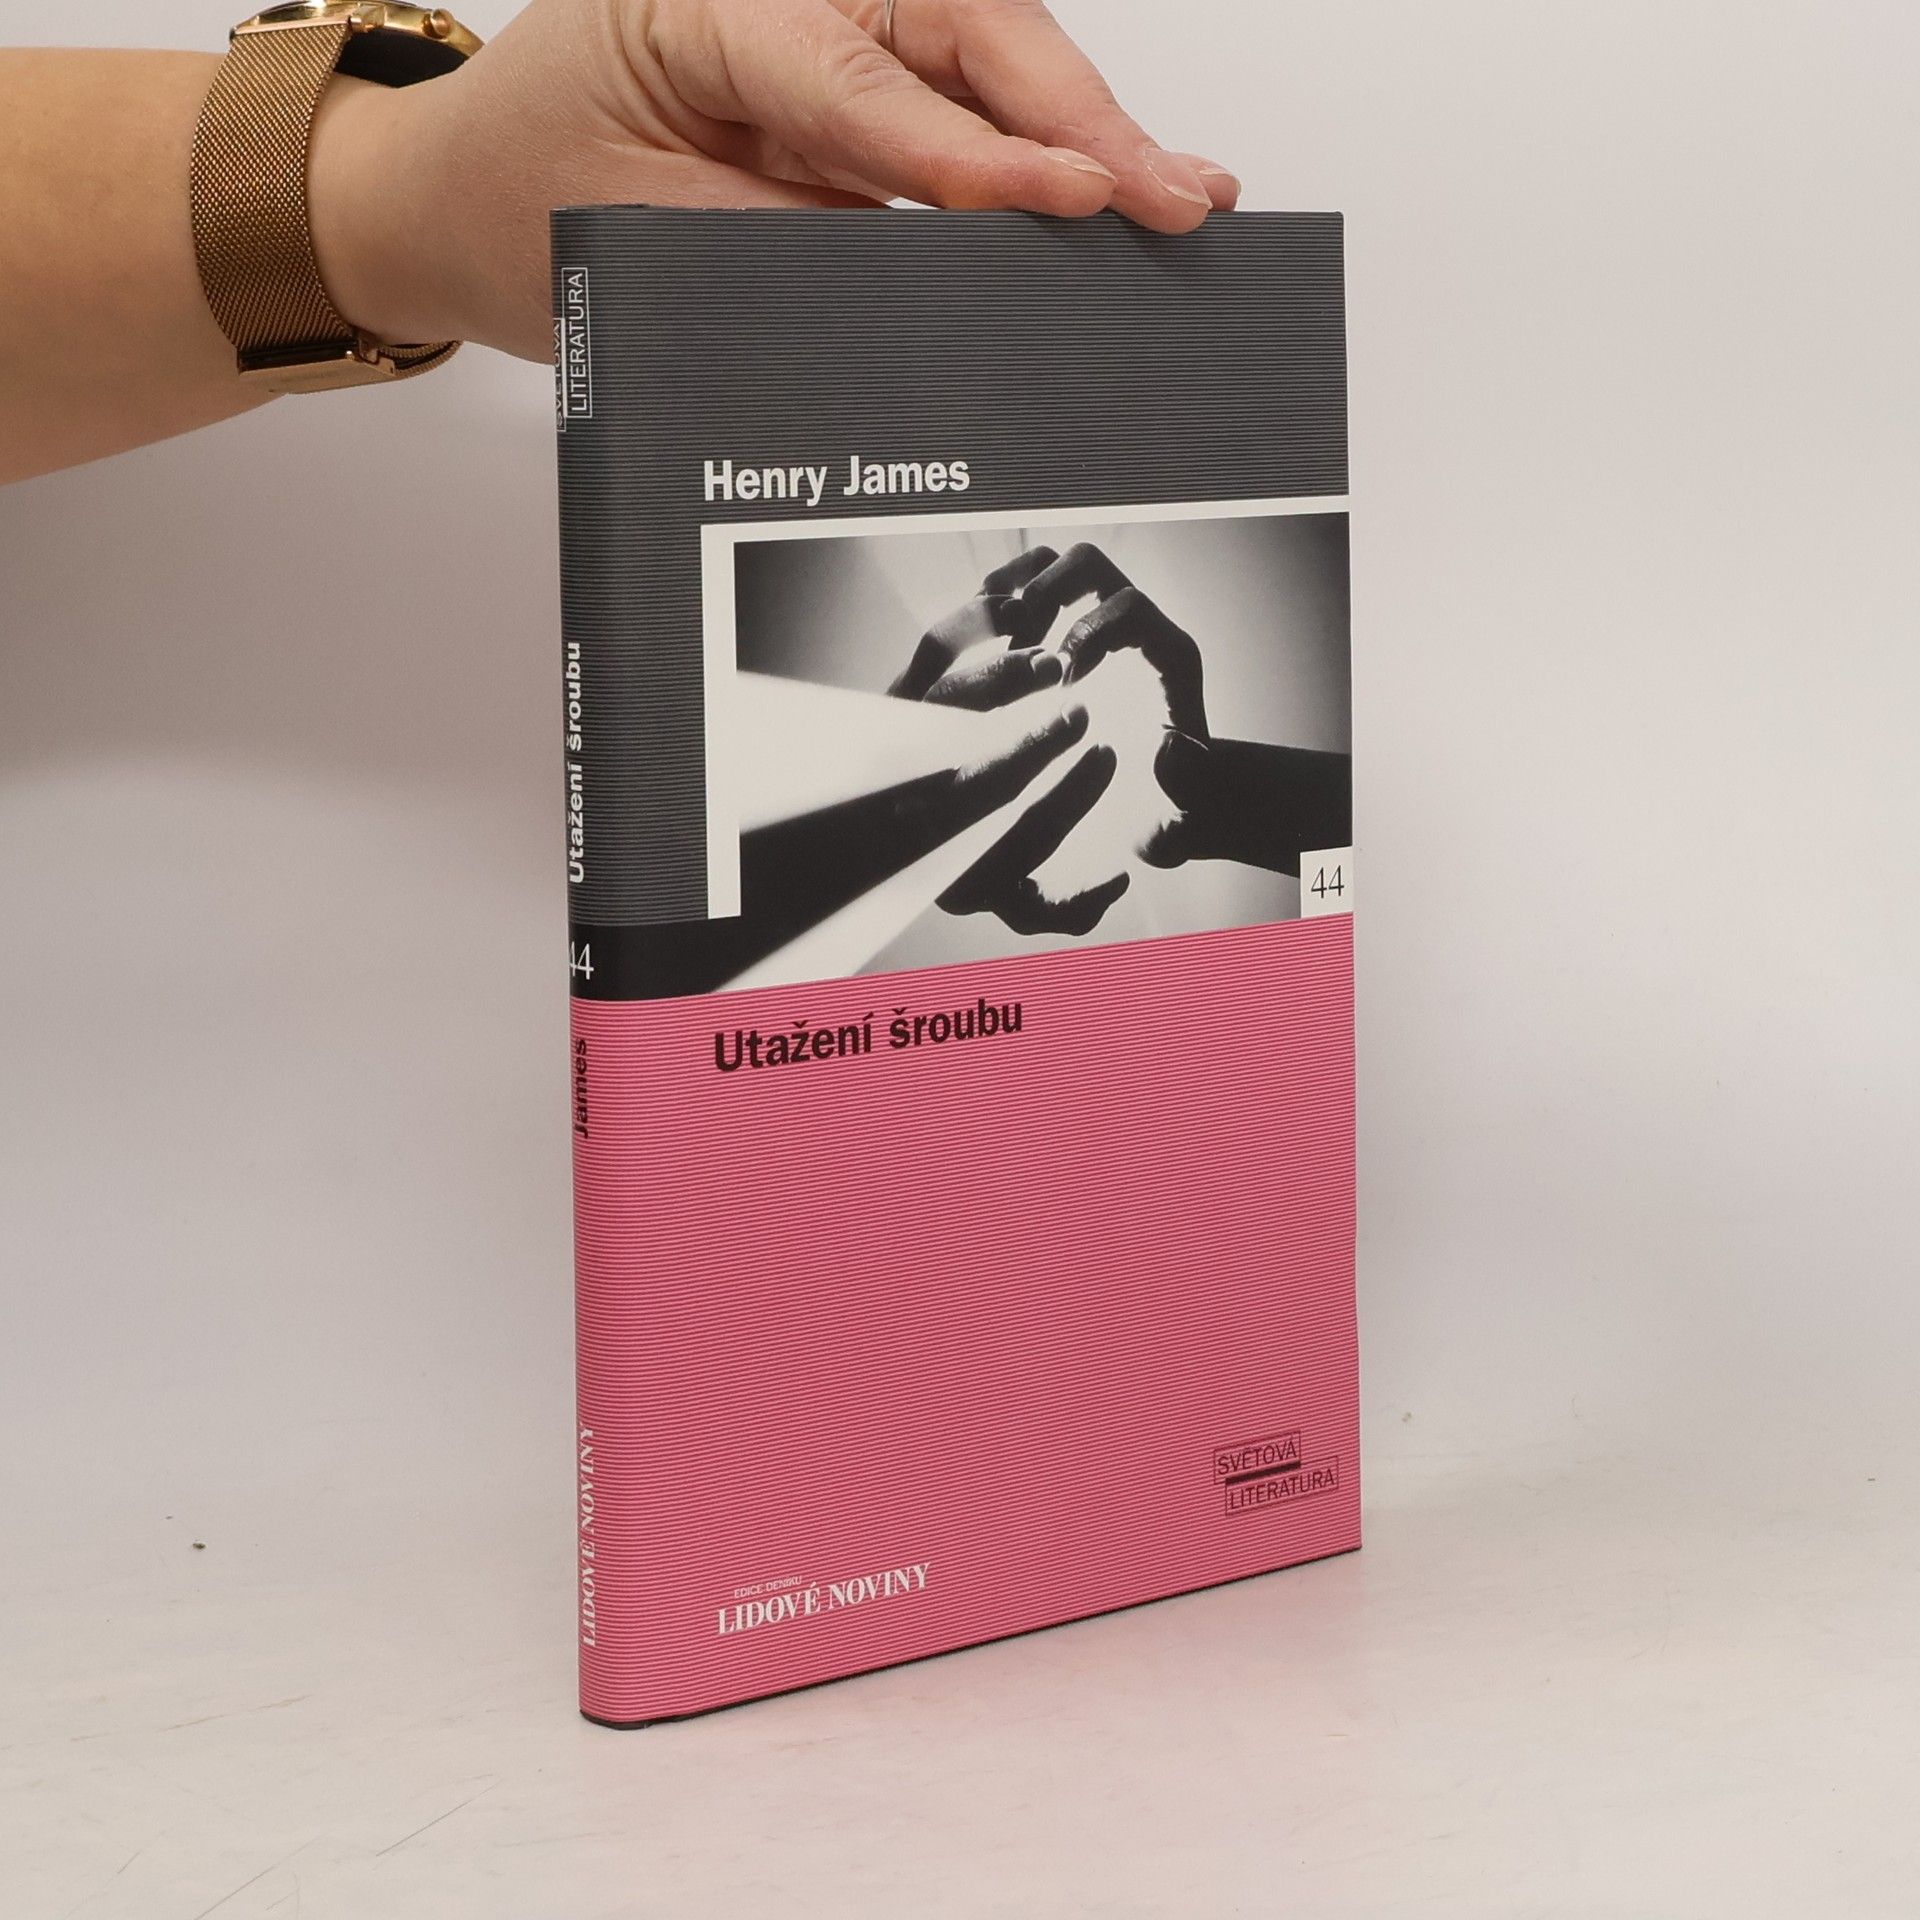 SVĚTOVÁ
LITERATURA
Utažení šroubu
44
James
LIDOVÉ NOVINY
Henry James
44
Utažení šroubu
SVĚTOVÁ
LITERATURA
EDICE DENÍKU
LIDOVÉ NOVINY